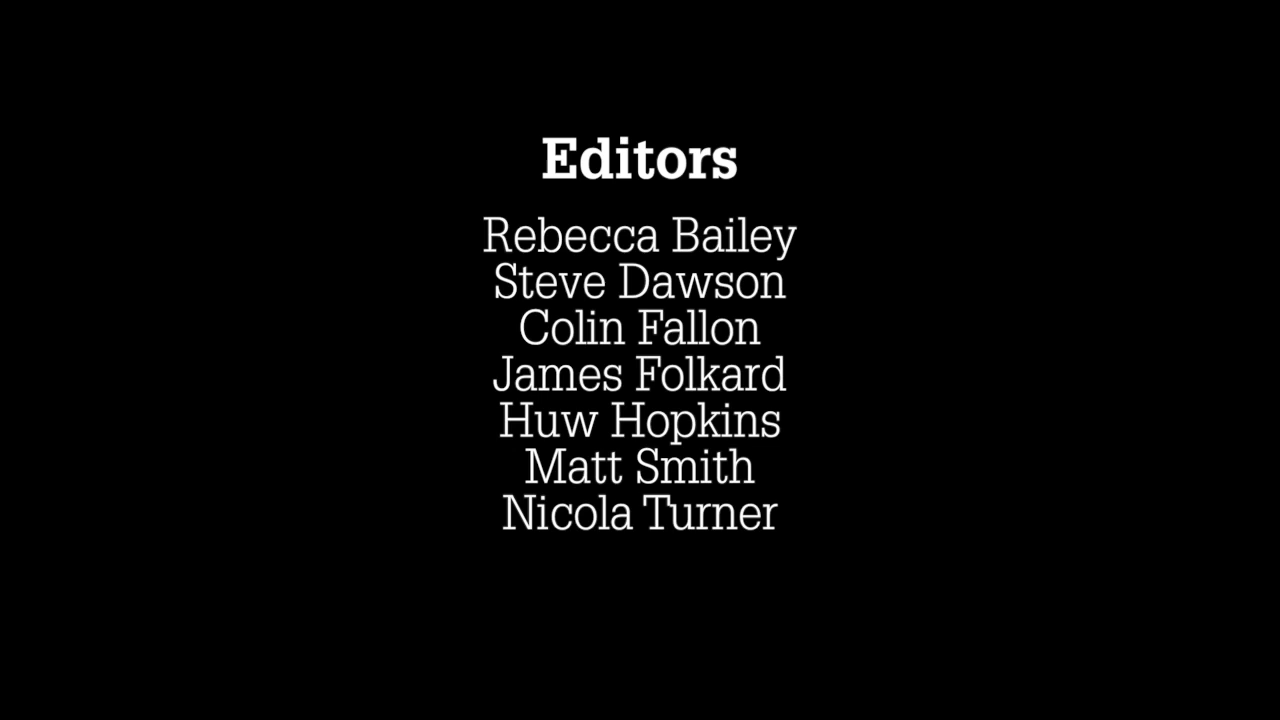 Editors
Rebecca Bailey
Steve Dawson
Colin Fallon
James Folkard
Huw Hopkins
Matt Smith
Nicola Turner